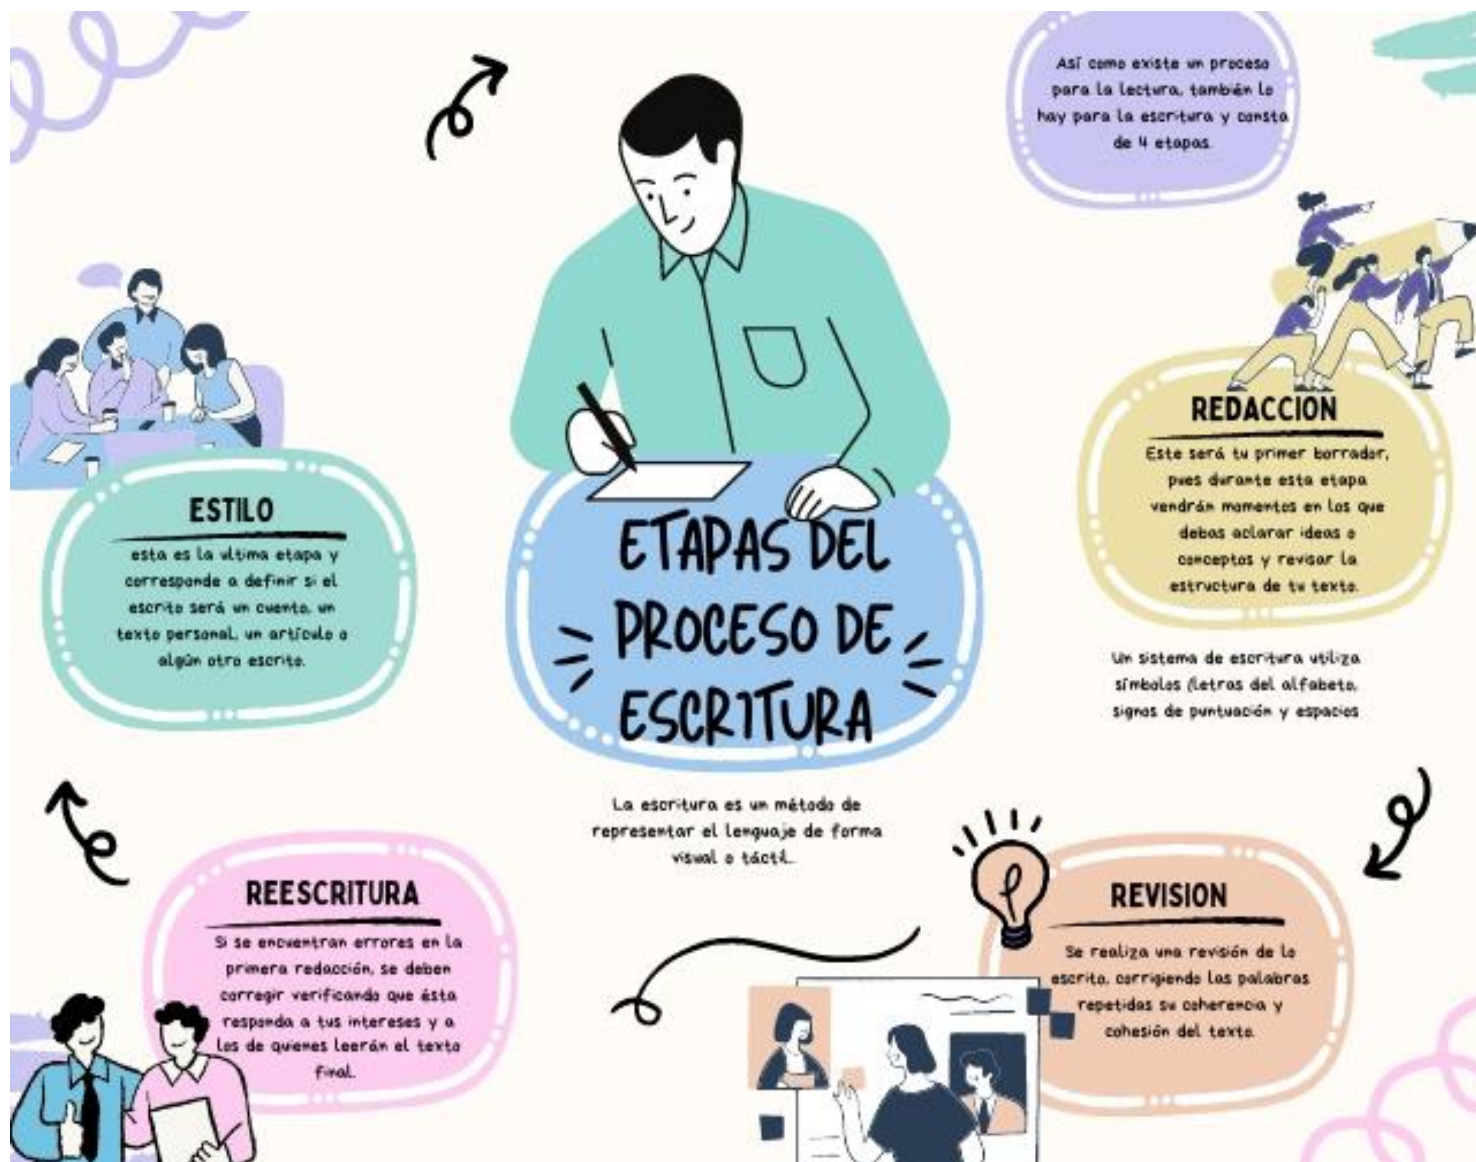 Así como existe un proceso
para la lectura, también lo
hay para la escritura y consta
de 4 etapas.
ETAPAS DEL
PROCESO DE
ESCRITURA
La escritura es un método de
representar el lenguaje de forma
visual o táctil.
REDACCION
Este será tu primer borrador,
pues durante esta etapa
vendrán momentos en los que
debas aclarar ideas o
conceptos y revisar la
estructura de tu texto.
Un sistema de escritura utiliza
símbolos (letras del alfabeto,
signos de puntuación y espacios
REVISION
Se realiza una revisión de lo
escrito, corrigiendo las palabras
repetidas su coherencia y
cohesión del texto.
REESCRITURA
Si se encuentran errores en la
primera redacción, se deben
corregir verificando que ésta
responda a tus intereses y a
los de quienes leerán el texto
final.
ESTILO
esta es la ultima etapa y
corresponde a definir si el
escrito será un cuento, un
texto personal, un artículo o
algún otro escrito.